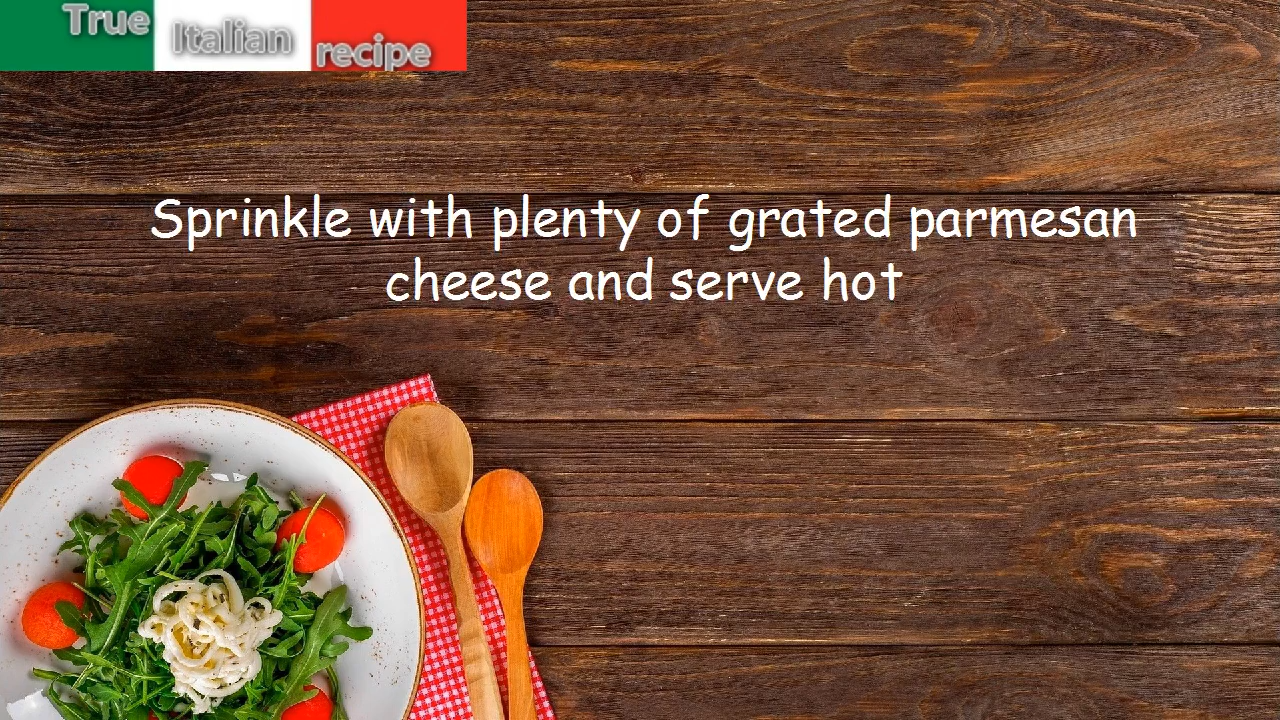 True
Italian
recipe
Sprinkle with plenty of grated parmesan
cheese and serve hot